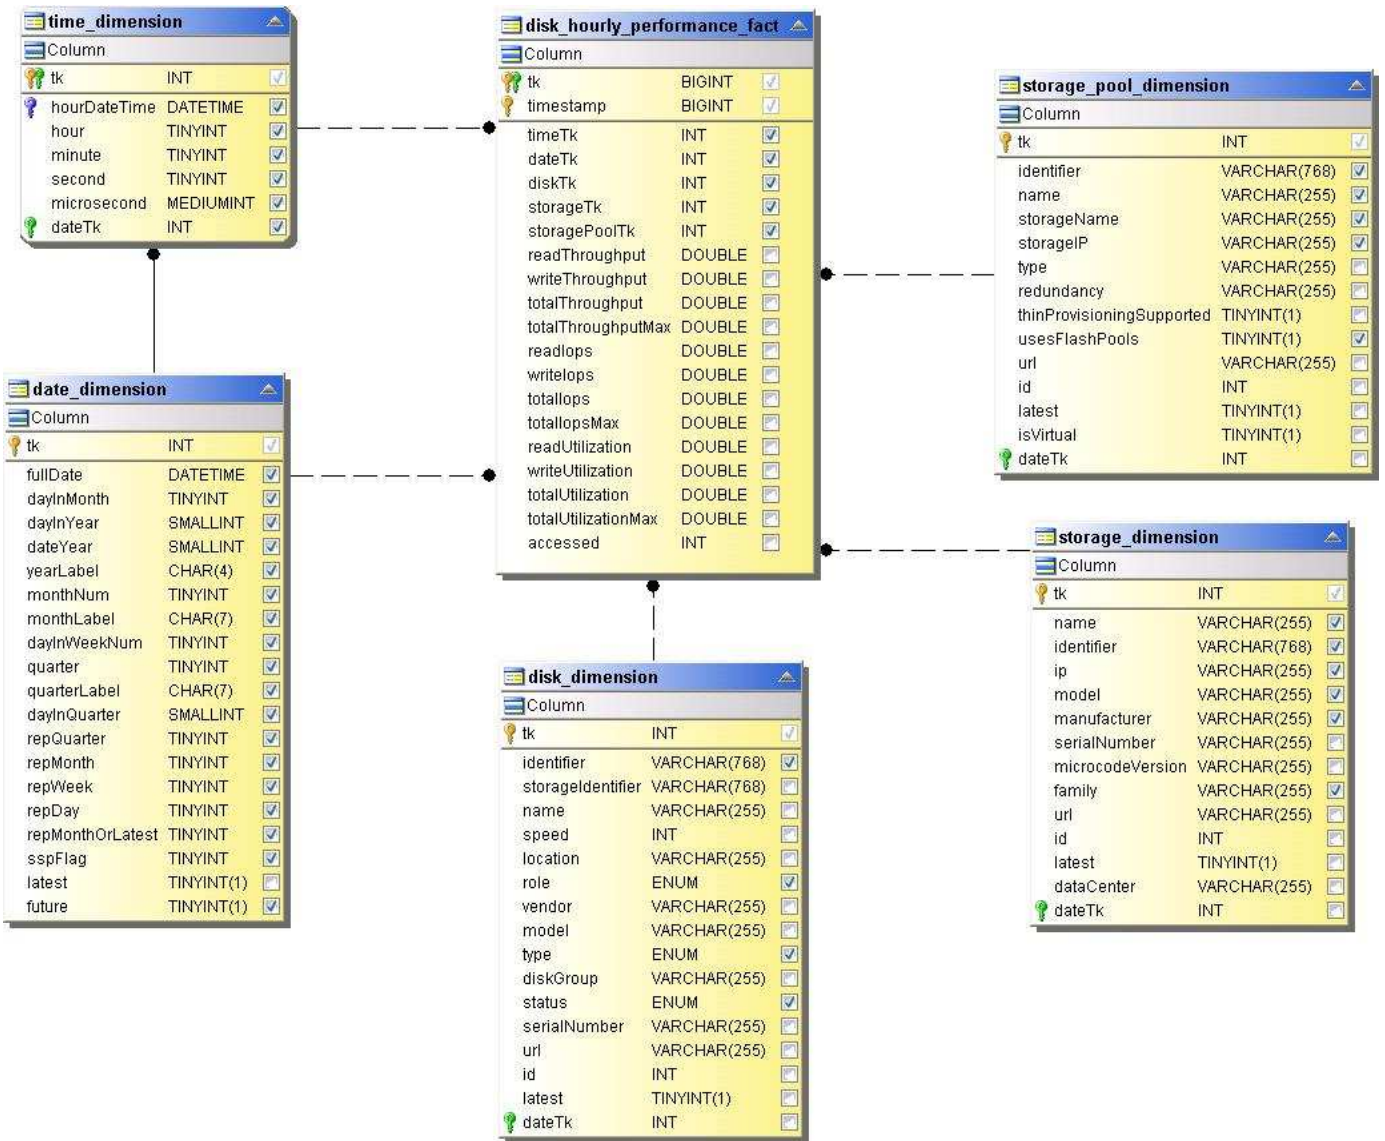 time_dimension
Column
tk INT
hourDateTime DATETIME
hour TINYINT
minute TINYINT
second TINYINT
microsecond MEDIUMINT
dateTk INT
disk_hourly_performance_fact
Column
tk BIGINT
timestamp BIGINT
timeTk INT
dateTk INT
diskTk INT
storageTk INT
storagePoolTk INT
readThroughput DOUBLE
writeThroughput DOUBLE
totalThroughput DOUBLE
totalThroughputMax DOUBLE
readIops DOUBLE
writeIops DOUBLE
totalIops DOUBLE
totalIopsMax DOUBLE
readUtilization DOUBLE
writeUtilization DOUBLE
totalUtilization DOUBLE
totalUtilizationMax DOUBLE
accessed INT
storage_pool_dimension
Column
tk INT
identifier VARCHAR(768)
name VARCHAR(255)
storageName VARCHAR(255)
storageIP VARCHAR(255)
type VARCHAR(255)
redundancy VARCHAR(255)
thinProvisioningSupported TINYINT(1)
usesFlashPools TINYINT(1)
url VARCHAR(255)
id INT
latest TINYINT(1)
isVirtual TINYINT(1)
dateTk INT
date_dimension
Column
tk INT
fullDate DATETIME
dayInMonth TINYINT
dayInYear SMALLINT
dateYear SMALLINT
yearLabel CHAR(4)
monthNum TINYINT
monthLabel CHAR(7)
dayInWeekNum TINYINT
quarter TINYINT
quarterLabel CHAR(7)
dayInQuarter SMALLINT
repQuarter TINYINT
repMonth TINYINT
repWeek TINYINT
repDay TINYINT
repMonthOrLatest TINYINT
sspFlag TINYINT
latest TINYINT(1)
future TINYINT(1)
storage_dimension
Column
tk INT
name VARCHAR(255)
identifier VARCHAR(768)
ip VARCHAR(255)
model VARCHAR(255)
manufacturer VARCHAR(255)
serialNumber VARCHAR(255)
microcodeVersion VARCHAR(255)
family VARCHAR(255)
url VARCHAR(255)
id INT
latest TINYINT(1)
dataCenter VARCHAR(255)
dateTk INT
disk_dimension
Column
tk INT
identifier VARCHAR(768)
storageIdentifier VARCHAR(768)
name VARCHAR(255)
speed INT
location VARCHAR(255)
role ENUM
vendor VARCHAR(255)
model VARCHAR(255)
type ENUM
diskGroup VARCHAR(255)
status ENUM
serialNumber VARCHAR(255)
url VARCHAR(255)
id INT
latest TINYINT(1)
dateTk INT